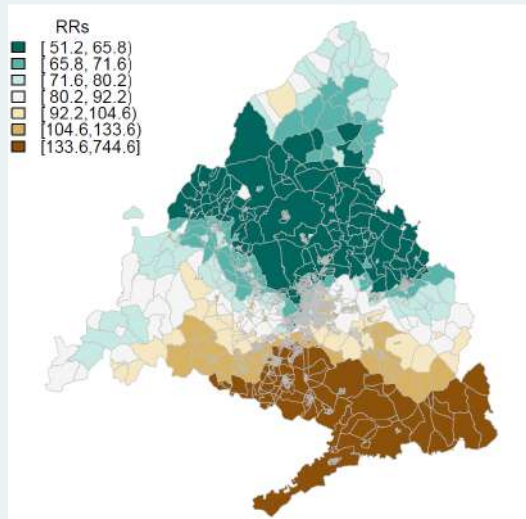 RRs
[ 51.2, 65.8)
[ 65.8, 71.6)
[ 71.6, 80.2)
[ 80.2, 92.2)
[ 92.2,104.6)
[104.6,133.6)
[133.6,744.6]